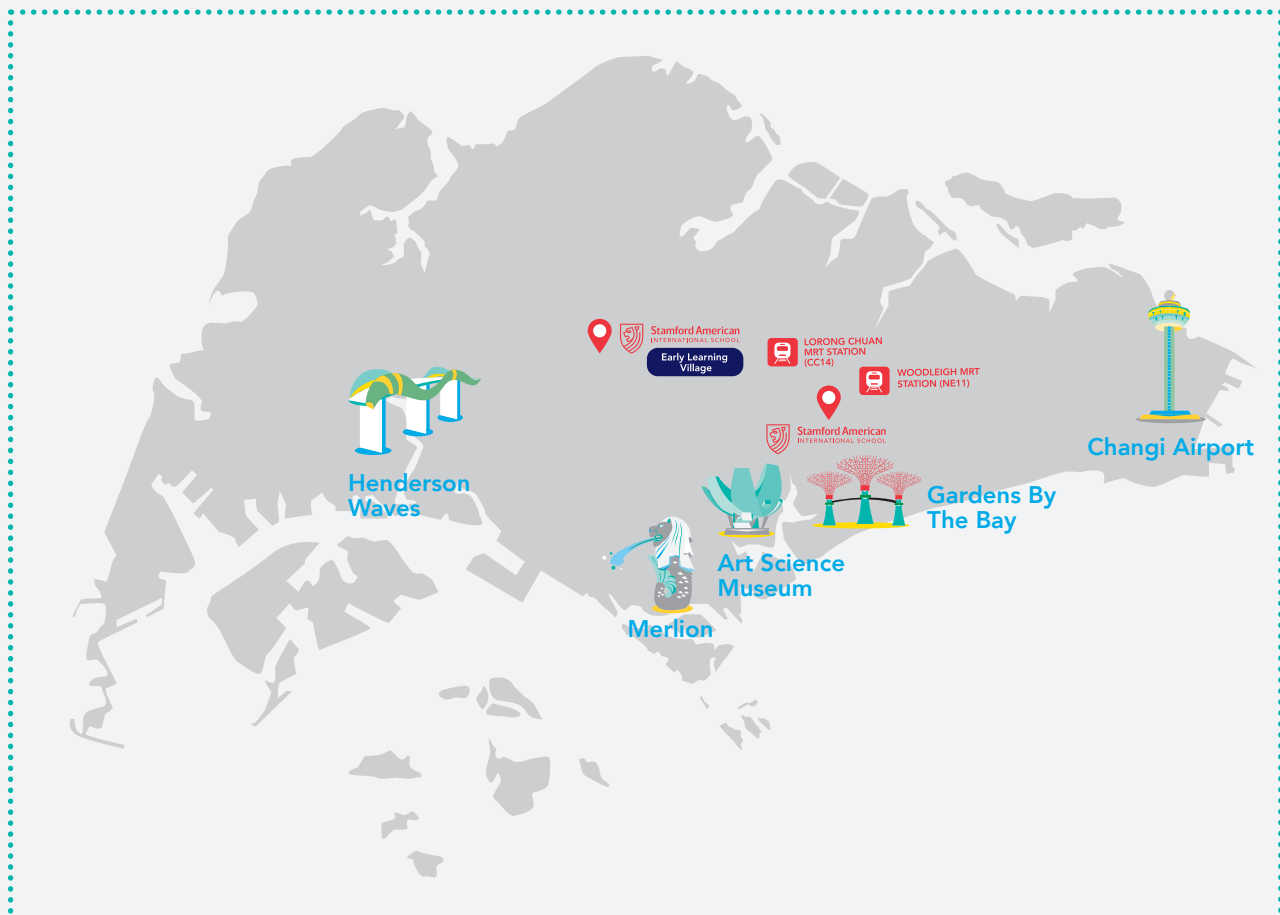 Stamford American
INTERNATIONAL SCHOOL
Early Learning
Village
LORONG CHUAN
MRT STATION
(CC14)
WOODLEIGH MRT
STATION (NE11)
Stamford American
INTERNATIONAL SCHOOL
Changi Airport
Henderson
Waves
Gardens By
The Bay
Art Science
Museum
Merlion